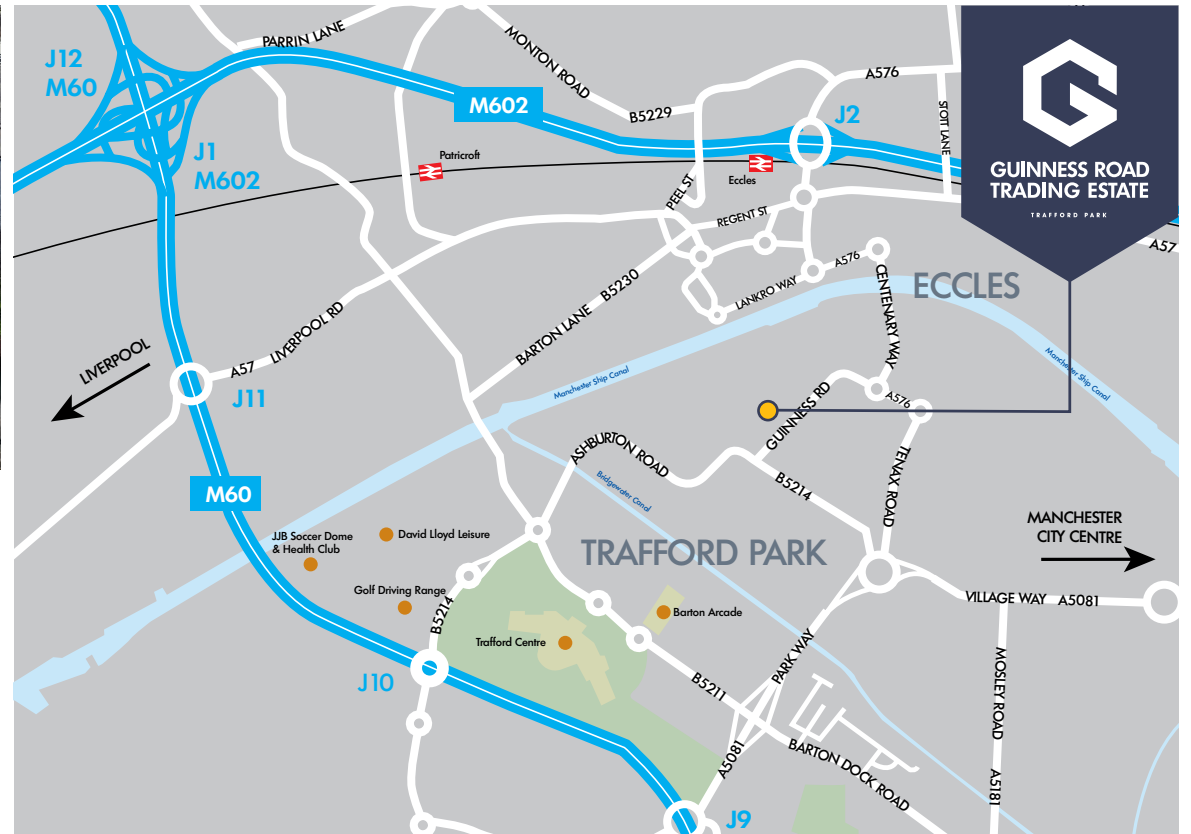 J12
M60
PARRIN LANE
MONTON ROAD
A576
J2
M602
B5229
STOTT LANE
J1
M602
Patricroft
Eccles
PEEL ST
REGENT ST
GUINNESS ROAD
TRADING ESTATE
TRAFFORD PARK
A57
A576
LANKRO WAY
CENTENARY WAY
ECCLES
B5230
BARTON LANE
LIVERPOOL RD
A57
LIVERPOOL
J11
Manchester Ship Canal
Manchester Ship Canal
A576
GUINNESS RD
TENAX ROAD
ASHBURTON ROAD
B5214
Bridgewater Canal
M60
JJB Soccer Dome
& Health Club
David Lloyd Leisure
TRAFFORD PARK
MANCHESTER
CITY CENTRE
Golf Driving Range
B5214
Barton Arcade
VILLAGE WAY A5081
Trafford Centre
PARK WAY
MOSLEY ROAD
J10
B5211
A5081
BARTON DOCK ROAD
A5181
J9